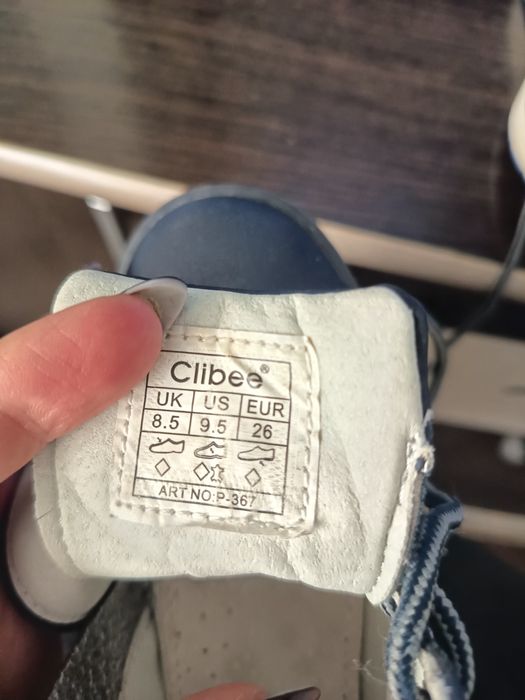 Clibee®
UK US EUR
8.5 9.5 26
ART NO:P-367